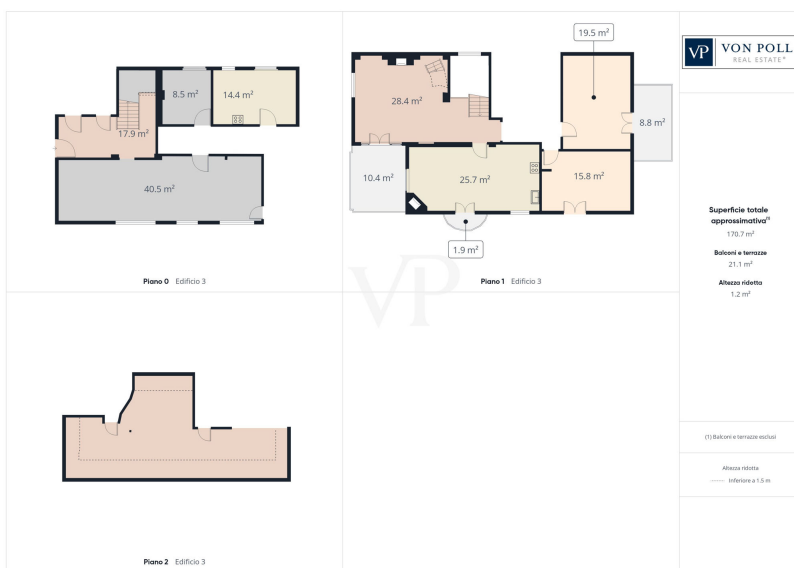 17.9 m²
8.5 m²
14.4 m²
40.5 m²
Piano 0 Edificio 3
19.5 m²
28.4 m²
8.8 m²
10.4 m²
25.7 m²
15.8 m²
1.9 m²
Piano 1 Edificio 3
VP
Piano 2 Edificio 3
VP VON POLL
REAL ESTATE®
Superficie totale
approssimativa⁽¹⁾
170.7 m²
Balconi e terrazze
21.1 m²
Altezza ridotta
1.2 m²
(1) Balconi e terrazze esclusi
Altezza ridotta
Inferiore a 1.5 m